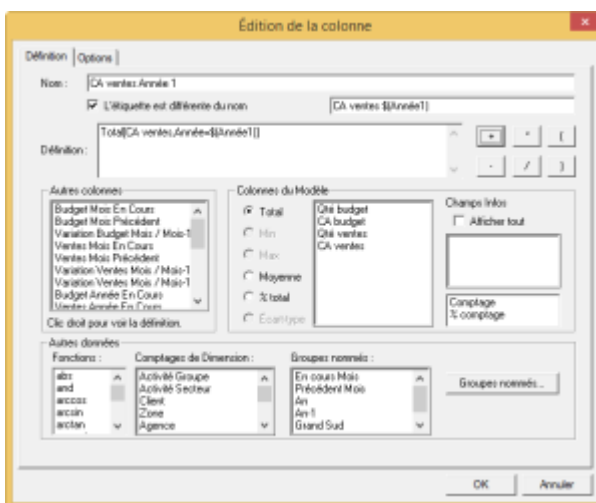 Édition de la colonne
Définition Options
Nom : CA ventes Année 1
L'étiquette est différente du nom CA ventes $(Année1)
Définition : Total(CA ventes,Année=$(Année1))
+ * (
- / )
Autres colonnes
Budget Mois En Cours
Budget Mois Précédent
Variation Budget Mois / Mois-1
Ventes Mois En Cours
Ventes Mois Précédent
Variation Ventes Mois / Mois-1
Variation Ventes Mois / Mois-1
Budget Année En Cours
Ventes Année En Cours
Clic droit pour voir la définition.
Colonnes du Modèle
Total
Min
Max
Moyenne
% total
Ecart-type
Qté budget
CA budget
Qté ventes
CA ventes
Champs Infos
Afficher tout
Comptage
% comptage
Autres données
Fonctions :
abs
and
arccos
arcsin
arctan
Comptages de Dimension :
Activité Groupe
Activité Secteur
Client
Zone
Agence
Groupes nommés :
En cours Mois
Précédent Mois
An
An-1
Grand Sud
Groupes nommés...
OK Annuler